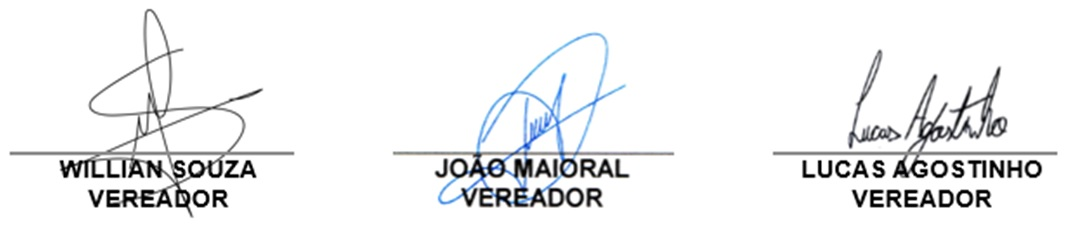 Lucas Agostinho
WILLIAN SOUZA JOÃO MAIORAL LUCAS AGOSTINHO
VEREADOR VEREADOR VEREADOR